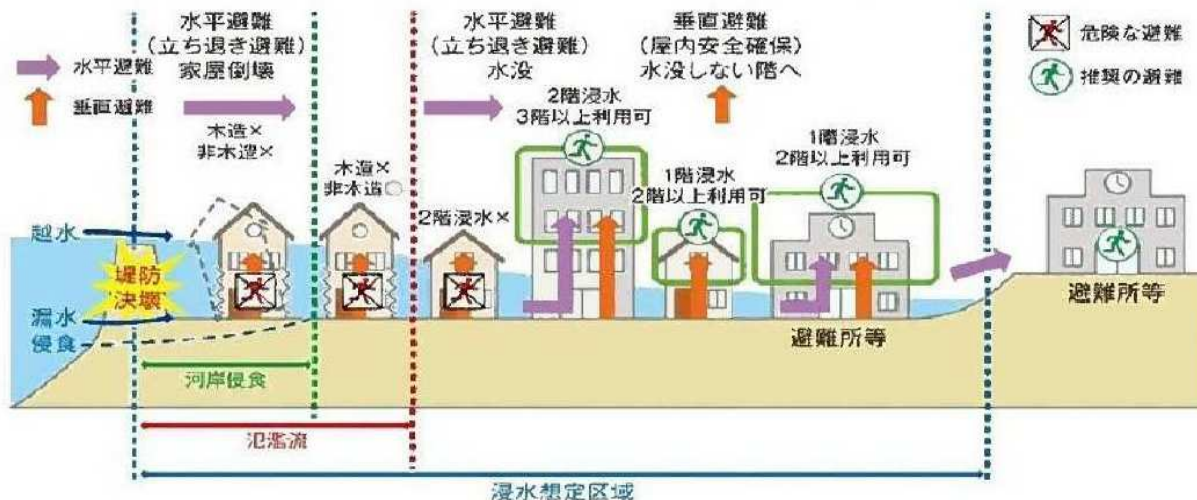 水平避難
(立ち退き避難)
家屋倒壊
水平避難
(立ち退き避難)
水没
垂直避難
(屋内安全確保)
水没しない階へ
危険な避難
推奨の避難
水平避難
垂直避難
木造×
非木造×
木造×
非木造○
2階浸水×
2階浸水
3階以上利用可
1階浸水
2階以上利用可
1階浸水
2階以上利用可
越水
堤防
決壊
漏水
侵食
避難所等
避難所等
河岸侵食
氾濫流
浸水想定区域